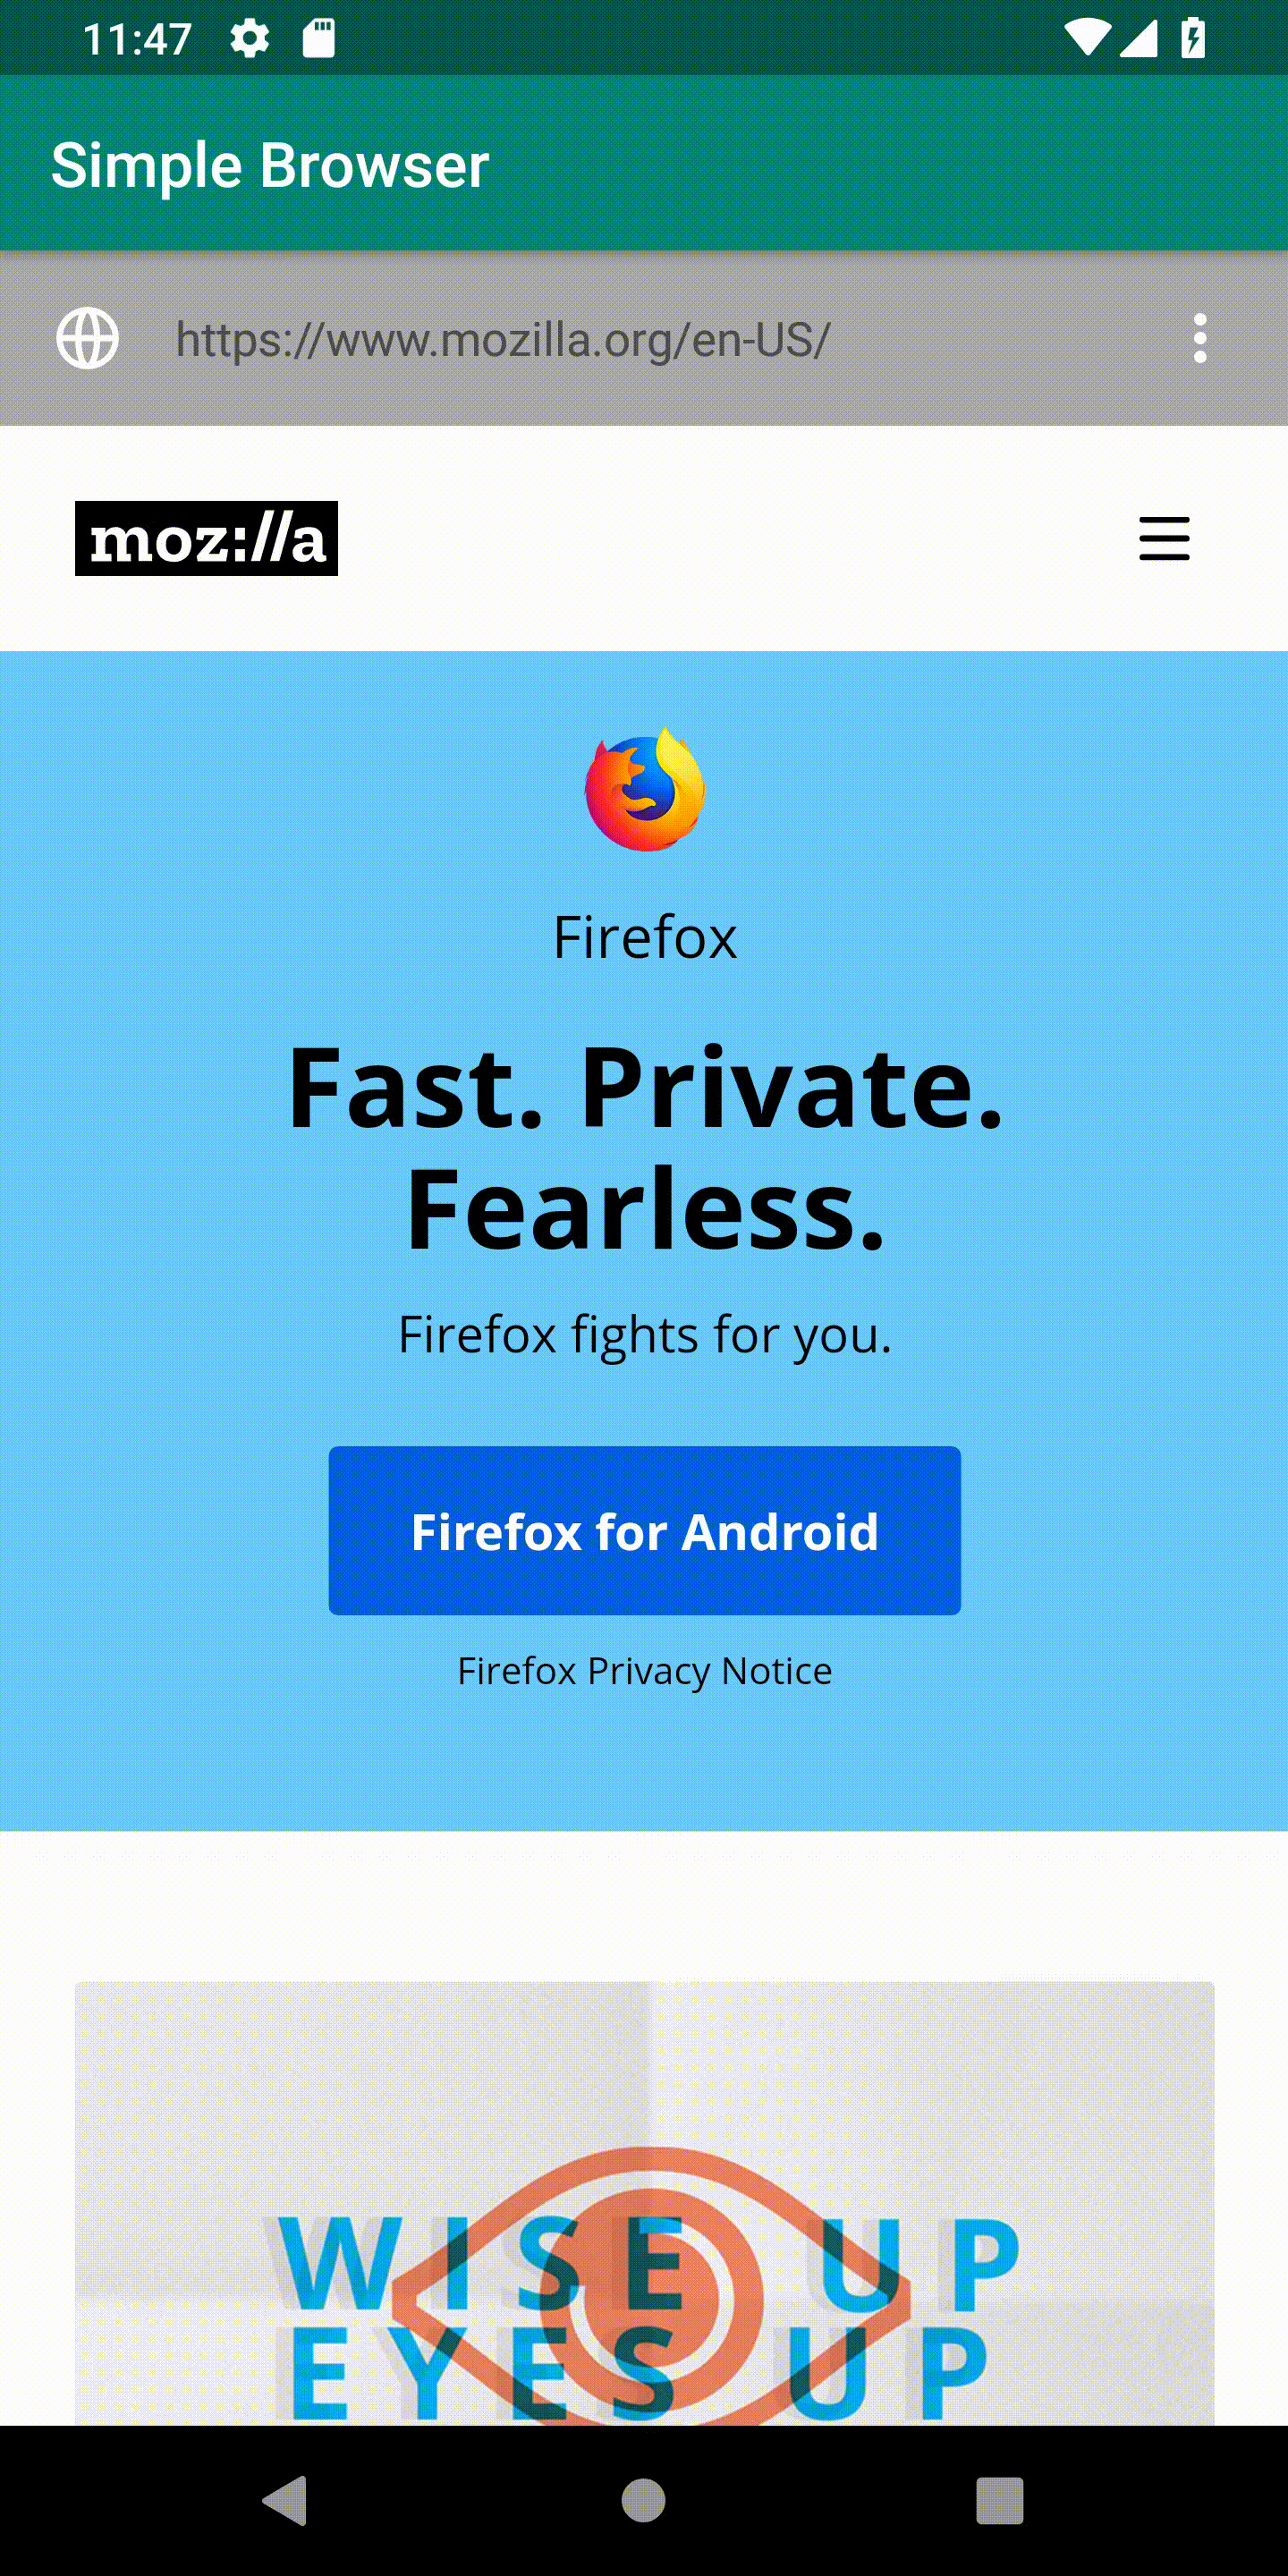 11:47
Simple Browser
https://www.mozilla.org/en-US/
moz://a
Firefox
Fast. Private.
Fearless.
Firefox fights for you.
Firefox for Android
Firefox Privacy Notice
WISE UP
EYES UP